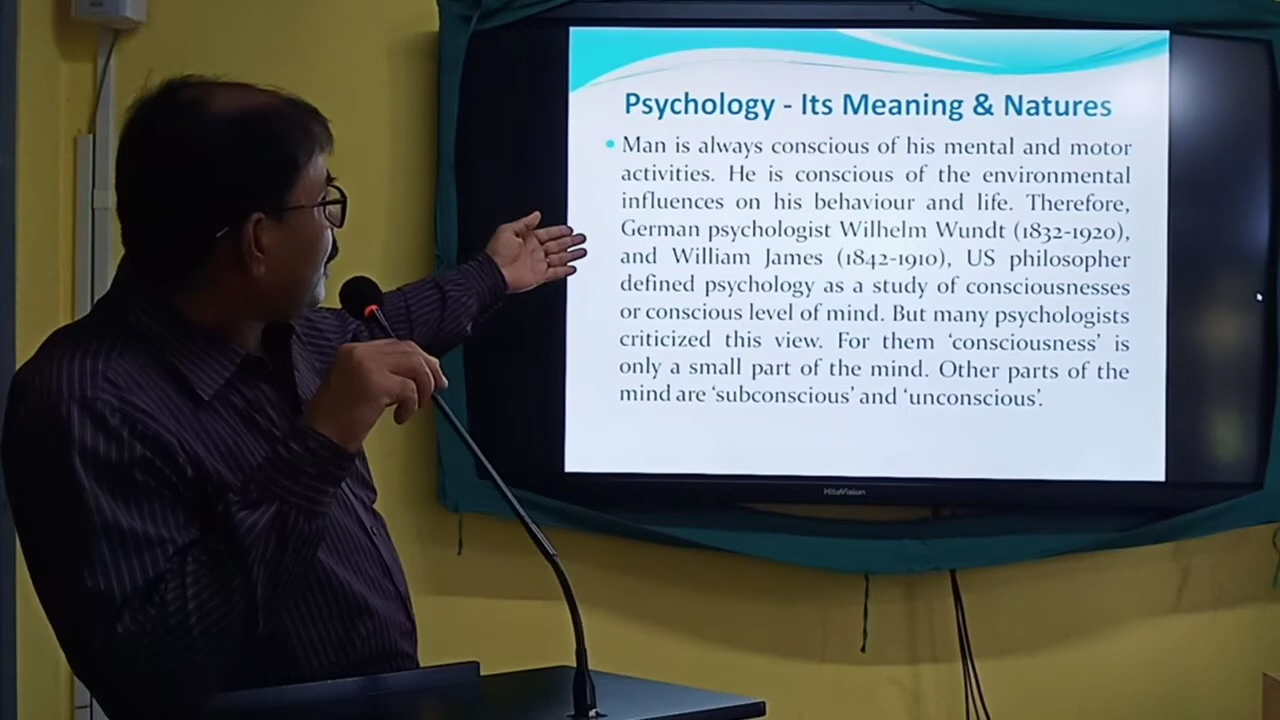 Psychology - Its Meaning & Natures
• Man is always conscious of his mental and motor
activities. He is conscious of the environmental
influences on his behaviour and life. Therefore,
German psychologist Wilhelm Wundt (1832-1920),
and William James (1842-1910), US philosopher
defined psychology as a study of consciousnesses
or conscious level of mind. But many psychologists
criticized this view. For them ‘consciousness’ is
only a small part of the mind. Other parts of the
mind are ‘subconscious’ and ‘unconscious’.
HiteVision